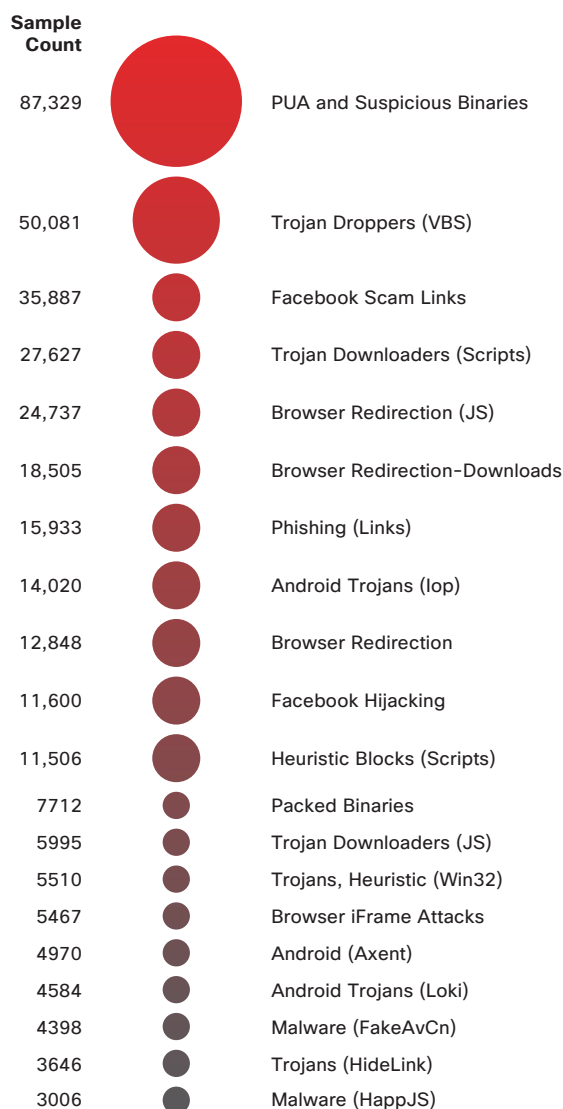 Sample
Count
87,329 PUA and Suspicious Binaries
50,081 Trojan Droppers (VBS)
35,887 Facebook Scam Links
27,627 Trojan Downloaders (Scripts)
24,737 Browser Redirection (JS)
18,505 Browser Redirection-Downloads
15,933 Phishing (Links)
14,020 Android Trojans (Iop)
12,848 Browser Redirection
11,600 Facebook Hijacking
11,506 Heuristic Blocks (Scripts)
7712 Packed Binaries
5995 Trojan Downloaders (JS)
5510 Trojans, Heuristic (Win32)
5467 Browser iFrame Attacks
4970 Android (Axent)
4584 Android Trojans (Loki)
4398 Malware (FakeAvCn)
3646 Trojans (HideLink)
3006 Malware (HappJS)